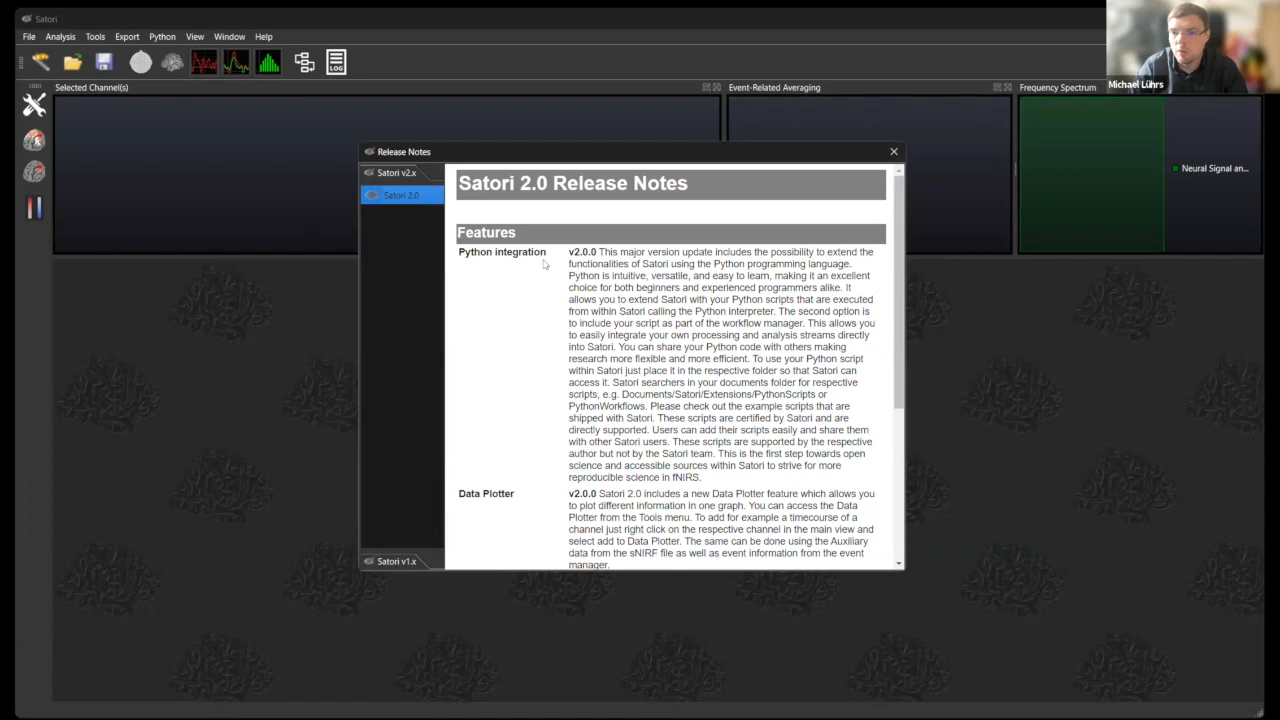 Satori
File Analysis Tools Export Python View Window Help
LOG
Michael Lührs
Selected Channel(s)
Event-Related Averaging
Frequency Spectrum
Neural Signal an...
Release Notes
Satori v2.x
Satori 2.0
Satori v1.x
Satori 2.0 Release Notes
Features
Python integration
v2.0.0 This major version update includes the possibility to extend the
functionalities of Satori using the Python programming language.
Python is intuitive, versatile, and easy to learn, making it an excellent
choice for both beginners and experienced programmers alike. It
allows you to extend Satori with your Python scripts that are executed
from within Satori calling the Python interpreter. The second option is
to include your script as part of the workflow manager. This allows you
to easily integrate your own processing and analysis streams directly
into Satori. You can share your Python code with others making
research more flexible and more efficient. To use your Python script
within Satori just place it in the respective folder so that Satori can
access it. Satori searchers in your documents folder for respective
scripts, e.g. Documents/Satori/Extensions/PythonScripts or
PythonWorkflows. Please check out the example scripts that are
shipped with Satori. These scripts are certified by Satori and are
directly supported. Users can add their scripts easily and share them
with other Satori users. These scripts are supported by the respective
author but not by the Satori team. This is the first step towards open
science and accessible sources within Satori to strive for more
reproducible science in fNIRS.
Data Plotter
v2.0.0 Satori 2.0 includes a new Data Plotter feature which allows you
to plot different information in one graph. You can access the Data
Plotter from the Tools menu. To add for example a timecourse of a
channel just right click on the respective channel in the main view and
select add to Data Plotter. The same can be done using the Auxiliary
data from the sNIRF file as well as event information from the event
manager.